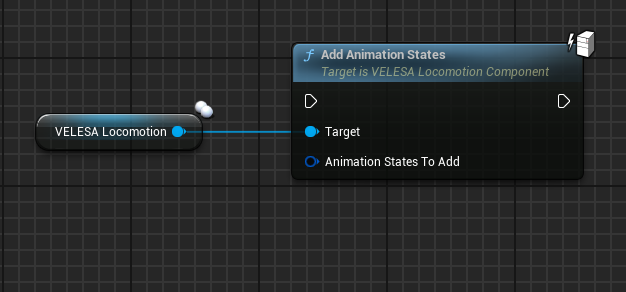 Add Animation States
Target is VELESA Locomotion Component
VELESA Locomotion
Target
Animation States To Add